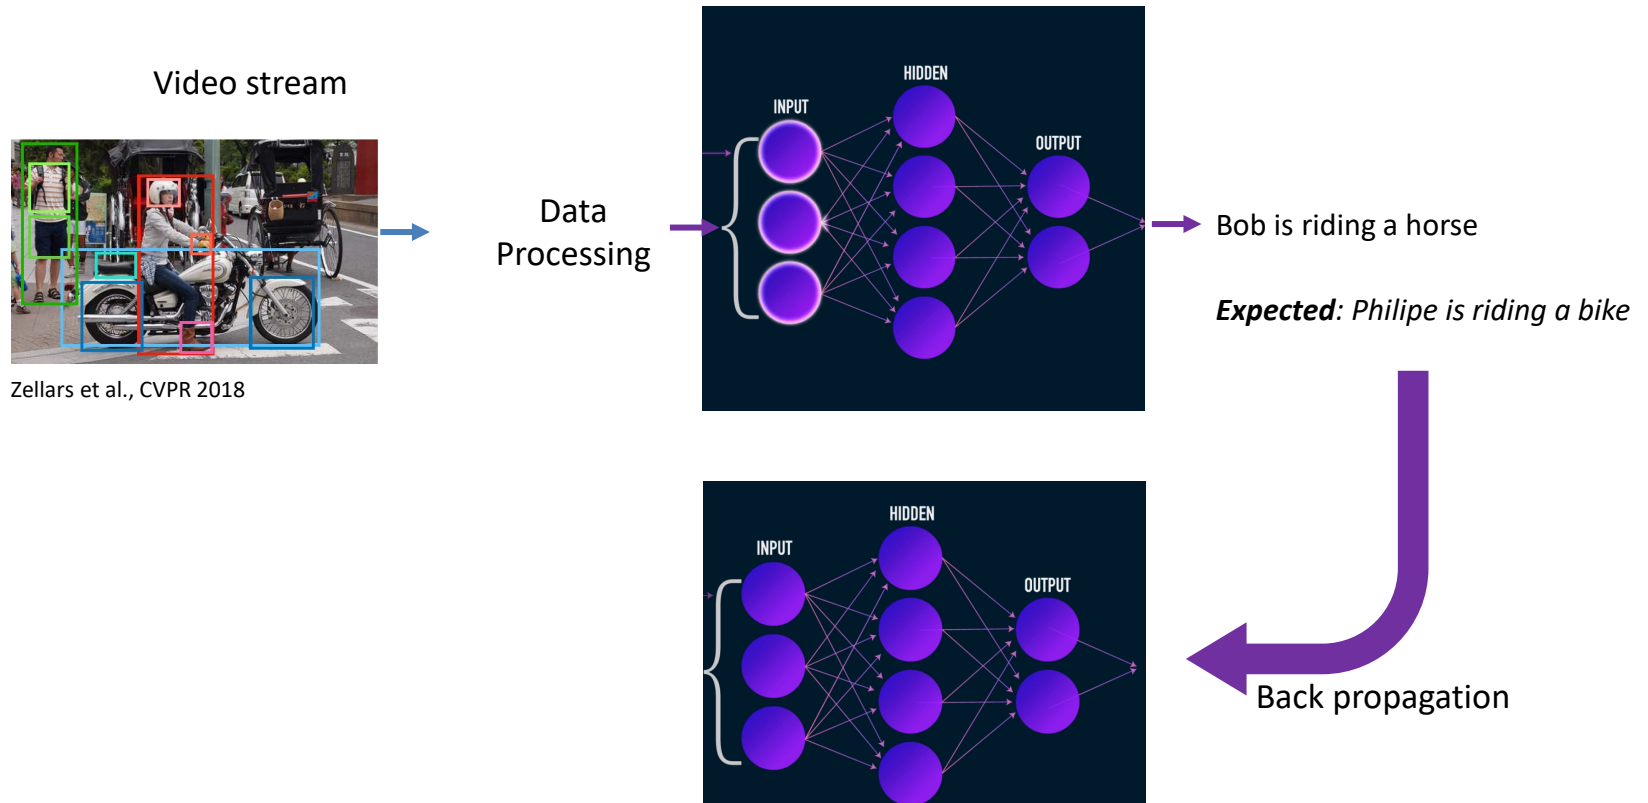 Video stream
Zellars et al., CVPR 2018
Data
Processing
INPUT
HIDDEN
OUTPUT
Bob is riding a horse
Expected: Philipe is riding a bike
INPUT
HIDDEN
OUTPUT
Back propagation